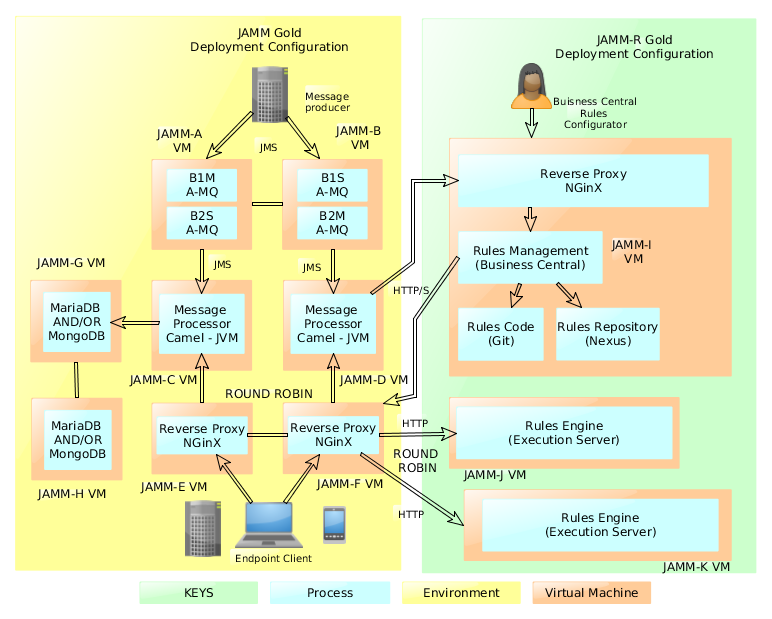 JAMM Gold
Deployment Configuration
Message
producer
JAMM-A
VM
JMS
JAMM-B
VM
B1M
A-MQ
B2S
A-MQ
B1S
A-MQ
B2M
A-MQ
JAMM-G VM
JMS
JMS
MariaDB
AND/OR
MongoDB
Message
Processor
Camel - JVM
Message
Processor
Camel - JVM
HTTP/S
JAMM-C VM
JAMM-D VM
ROUND ROBIN
MariaDB
AND/OR
MongoDB
Reverse Proxy
NGinX
Reverse Proxy
NGinX
HTTP
ROUND
ROBIN
JAMM-H VM
JAMM-E VM
JAMM-F VM
HTTP
Endpoint Client
JAMM-R Gold
Deployment Configuration
Buisness Central
Rules
Configurator
Reverse Proxy
NGinX
Rules Management
(Business Central)
JAMM-I
VM
Rules Code
(Git)
Rules Repository
(Nexus)
Rules Engine
(Execution Server)
JAMM-J VM
Rules Engine
(Execution Server)
JAMM-K VM
KEYS
Process
Environment
Virtual Machine